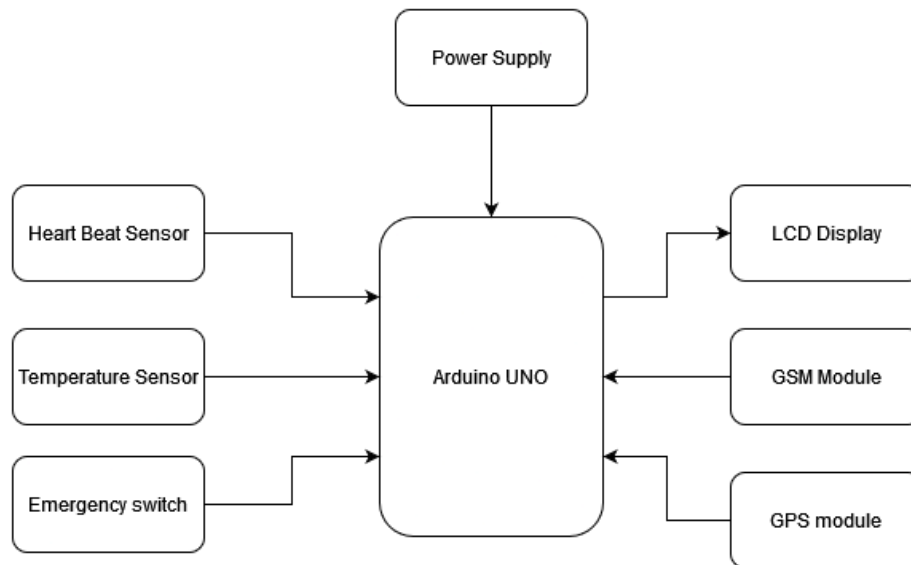 Power Supply
Heart Beat Sensor
LCD Display
Temperature Sensor
Arduino UNO
GSM Module
Emergency switch
GPS module